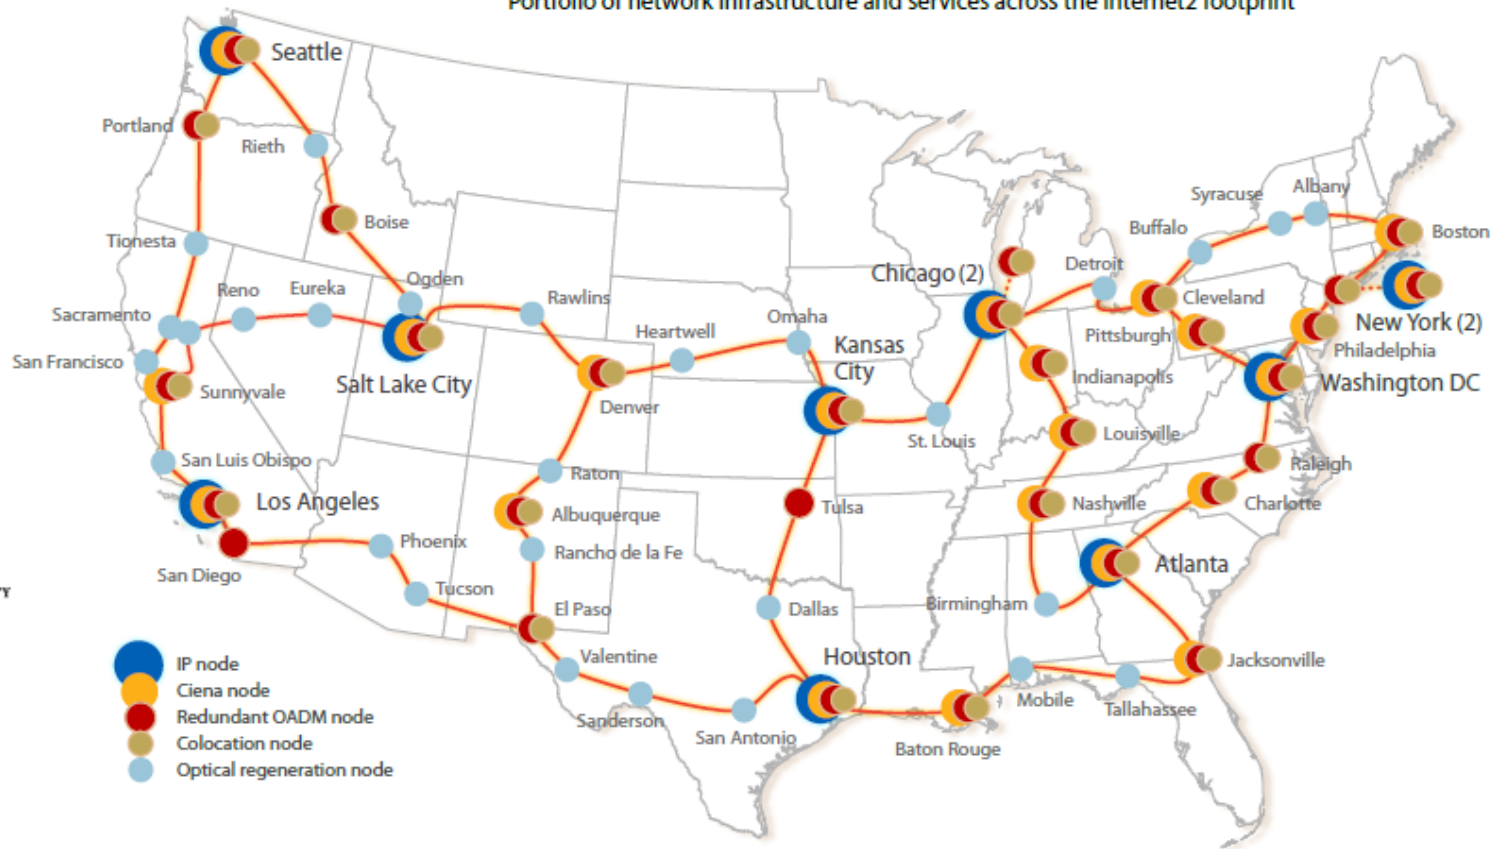 Portfolio of network infrastructure and services across the Internet2 footprint
Seattle
Portland
Rieth
Boise
Tionesta
Ogden
Reno
Eureka
Rawlins
Sacramento
San Francisco
Sunnyvale
Salt Lake City
Heartwell
Omaha
Denver
Kansas
City
Chicago (2)
Detroit
Buffalo
Syracuse
Albany
Boston
Cleveland
Pittsburgh
New York (2)
Philadelphia
Washington DC
Indianapolis
St. Louis
Louisville
Raleigh
San Luis Obispo
Los Angeles
San Diego
Phoenix
Tucson
Raton
Albuquerque
Rancho de la Fe
El Paso
Tulsa
Nashville
Charlotte
Atlanta
Birmingham
Dallas
Valentine
Sanderson
San Antonio
Houston
Baton Rouge
Mobile
Tallahassee
Jacksonville
IP node
Ciena node
Redundant OADM node
Colocation node
Optical regeneration node